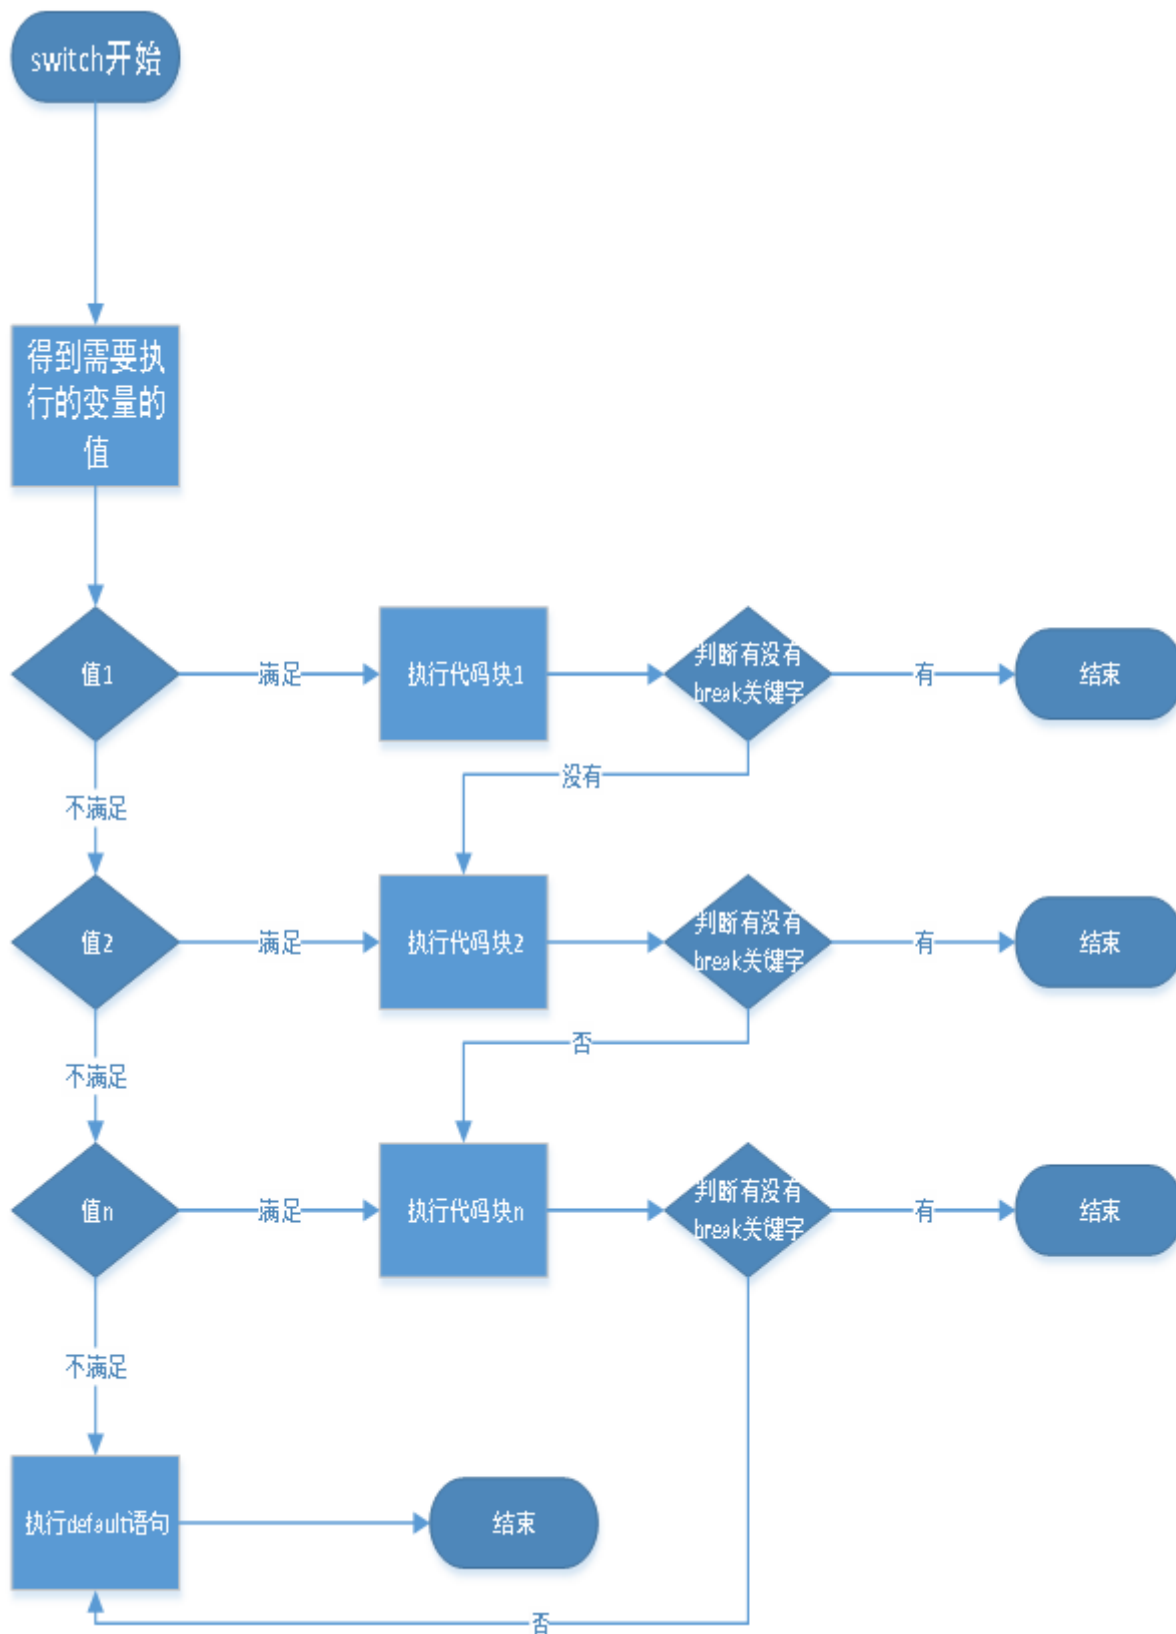 switch开始
得到需要执
行的变量的
值
值1
满足
执行代码块1
判断有没有
break关键字
有
结束
没有
不满足
值2
满足
执行代码块2
判断有没有
break关键字
有
结束
否
不满足
值n
满足
执行代码块n
判断有没有
break关键字
有
结束
不满足
执行default语句
结束
否